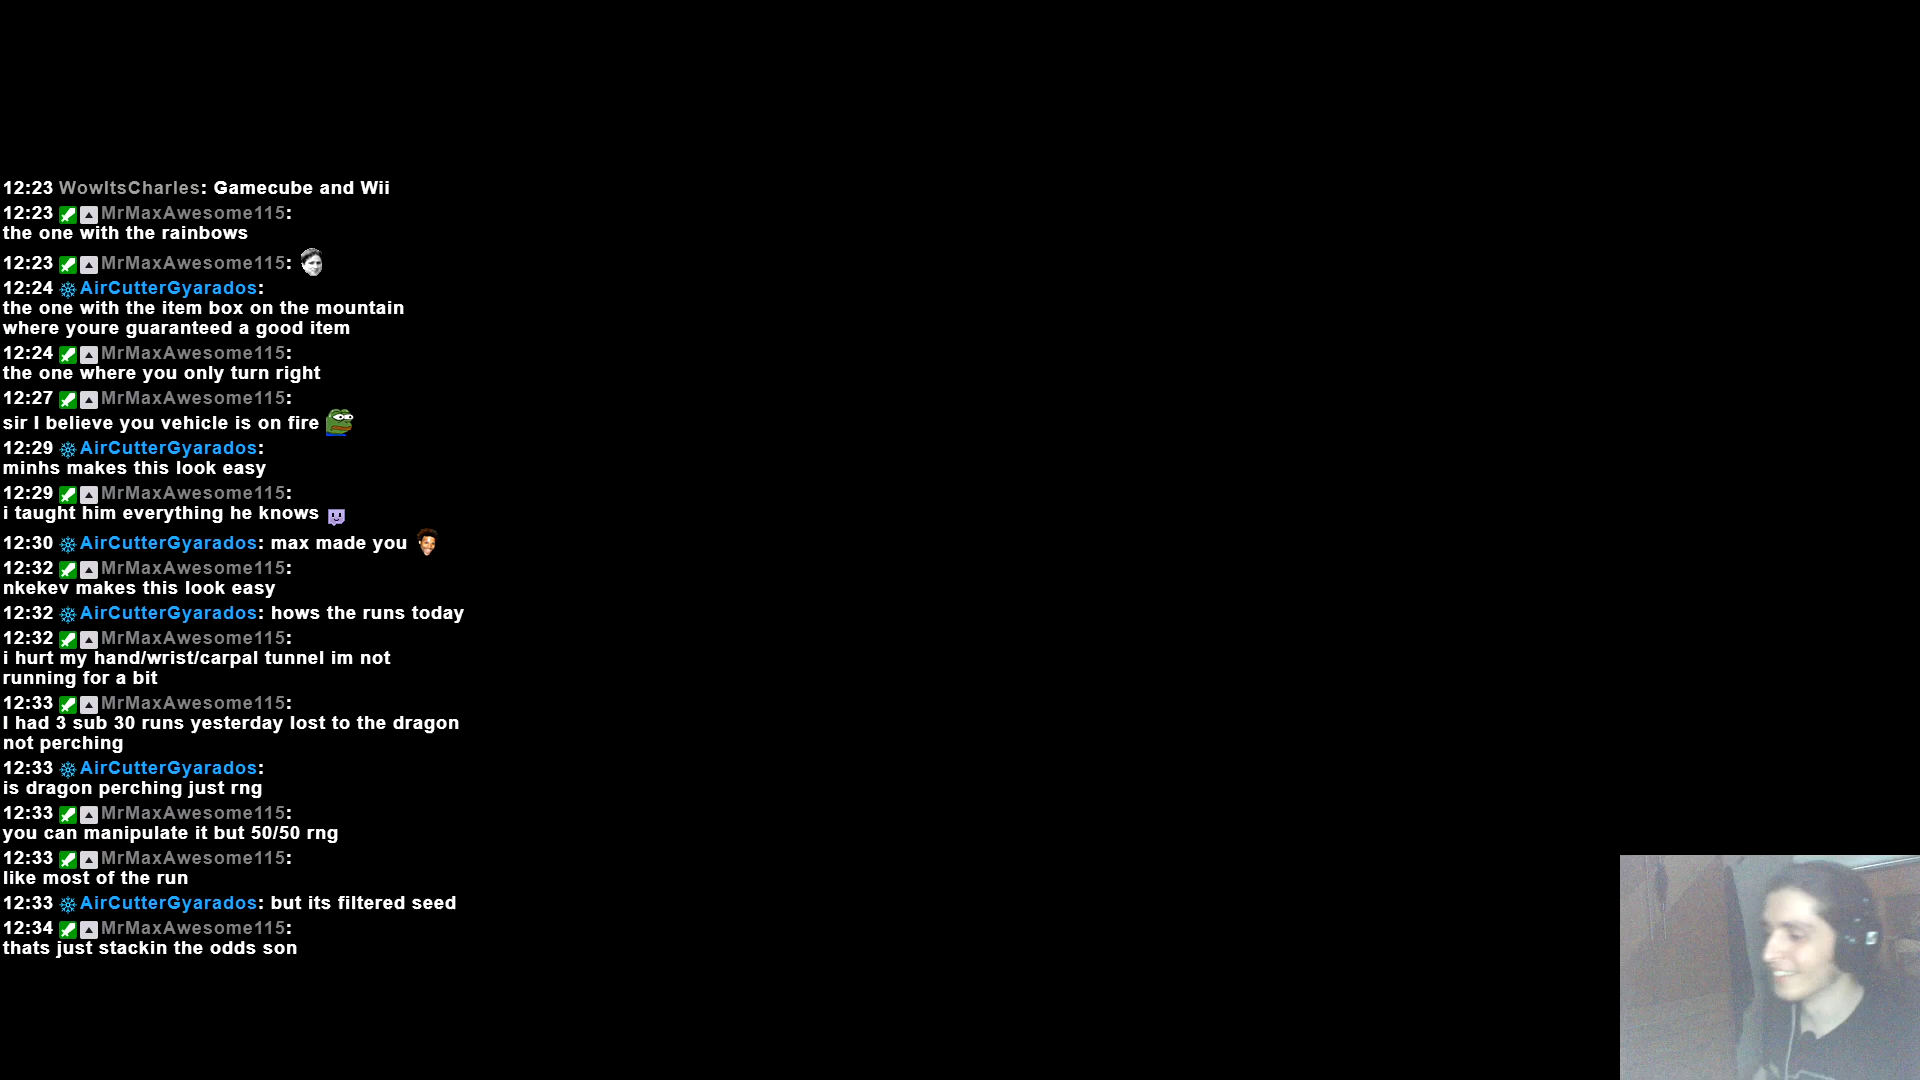 12:23 WowItsCharles: Gamecube and Wii
12:23 MrMaxAwesome115:
the one with the rainbows
12:23 MrMaxAwesome115:
12:24 AirCutterGyarados:
the one with the item box on the mountain
where youre guaranteed a good item
12:24 MrMaxAwesome115:
the one where you only turn right
12:27 MrMaxAwesome115:
sir I believe you vehicle is on fire
12:29 AirCutterGyarados:
minhs makes this look easy
12:29 MrMaxAwesome115:
i taught him everything he knows
12:30 AirCutterGyarados: max made you
12:32 MrMaxAwesome115:
nkekev makes this look easy
12:32 AirCutterGyarados: hows the runs today
12:32 MrMaxAwesome115:
i hurt my hand/wrist/carpal tunnel im not
running for a bit
12:33 MrMaxAwesome115:
I had 3 sub 30 runs yesterday lost to the dragon
not perching
12:33 AirCutterGyarados:
is dragon perching just rng
12:33 MrMaxAwesome115:
you can manipulate it but 50/50 rng
12:33 MrMaxAwesome115:
like most of the run
12:33 AirCutterGyarados: but its filtered seed
12:34 MrMaxAwesome115:
thats just stackin the odds son